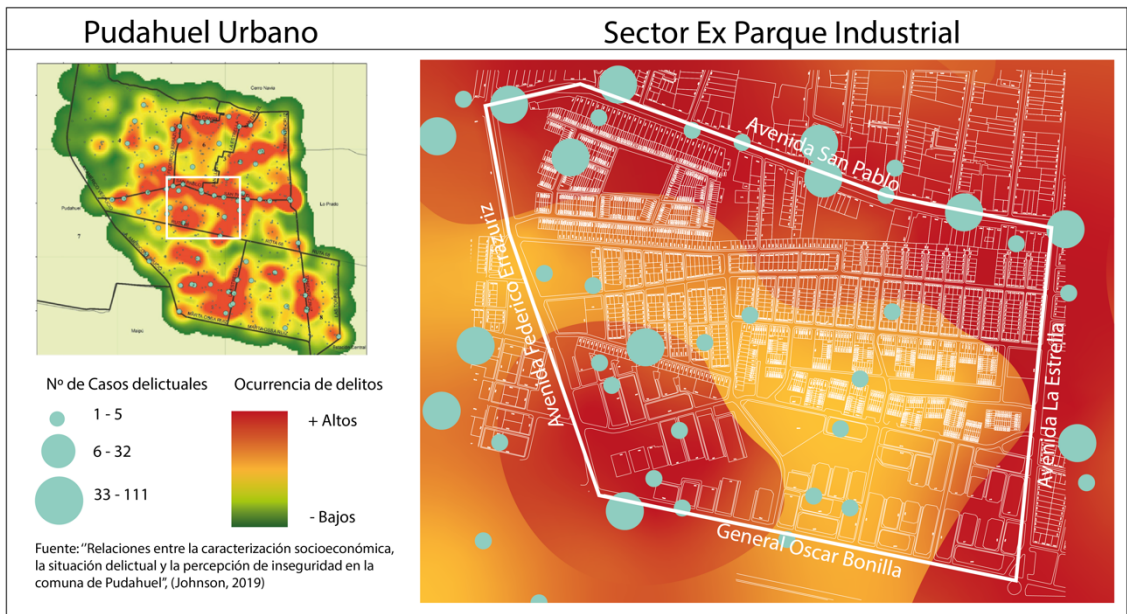 Pudahuel Urbano
Sector Ex Parque Industrial
Cerro Navia
Lo Prado
Pudahuel
Maipú
Nº de Casos delictuales
1 - 5
6 - 32
33 - 111
Ocurrencia de delitos
+ Altos
- Bajos
Fuente: "Relaciones entre la caracterización socioeconómica,
la situación delictual y la percepción de inseguridad en la
comuna de Pudahuel", (Johnson, 2019)
Avenida San Pablo
Avenida Federico Errazuriz
Avenida La Estrella
General Oscar Bonilla